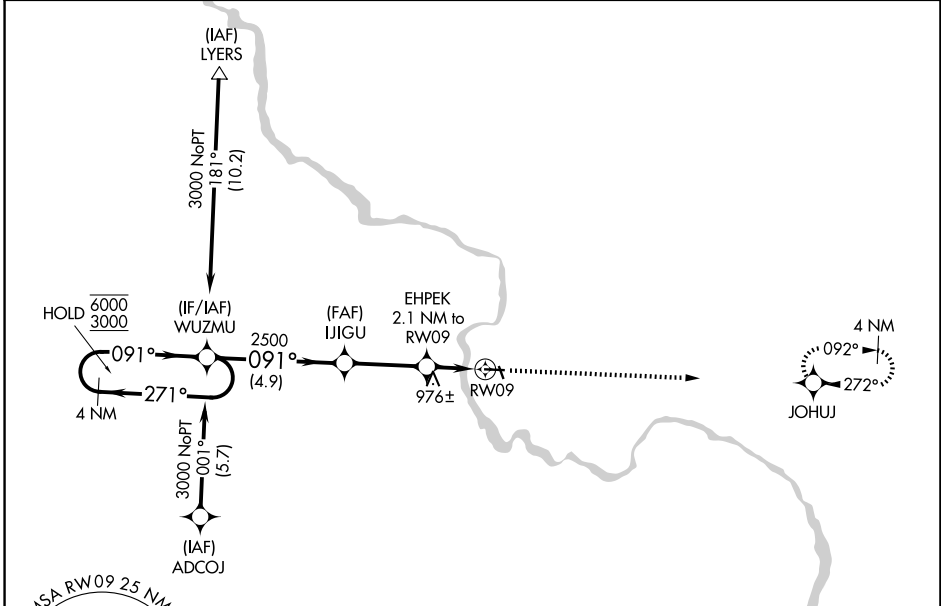 (IAF)
LYERS
3000 NoPT
181°
(10.2)
HOLD
6000
3000
(IF/IAF)
WUZMU
091°
271°
4 NM
2500
091°
(4.9)
(FAF)
IJIGU
EHPEK
2.1 NM to
RW09
976±
RW09
4 NM
092°
272°
JOHUJ
3000 NoPT
001°
(5.7)
(IAF)
ADCOJ
MSA RW09 25 NM